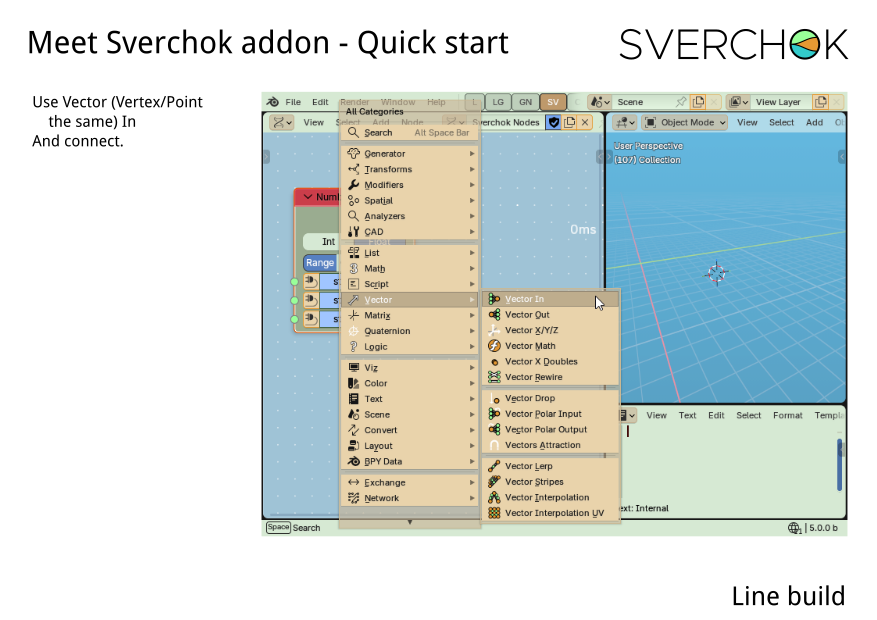 Meet Sverchok addon - Quick start
SVERCHOK
Use Vector (Vertex/Point
the same) In
And connect.
File Edit Render Window Help
LG GN SV
Scene
View Layer
All Categories
View Select Add Node
Sverchok Nodes
Object Mode View Select Add
Search Alt Space Bar
Generator
Transforms
Modifiers
Spatial
Analyzers
CAD
List
Math
Script
Vector
Matrix
Quaternion
Logic
Viz
Color
Text
Scene
Convert
Layout
BPY Data
Exchange
Network
Int
Float
Range
0ms
Vector In
Vector Out
Vector X/Y/Z
Vector Math
Vector X Doubles
Vector Rewire
Vector Drop
Vector Polar Input
Vector Polar Output
Vectors Attraction
Vector Lerp
Vector Stripes
Vector Interpolation
Vector Interpolation UV
User Perspective
(107) Collection
View Text Edit Select Format Templa
ext: Internal
Space Search
5.0.0 b
Line build